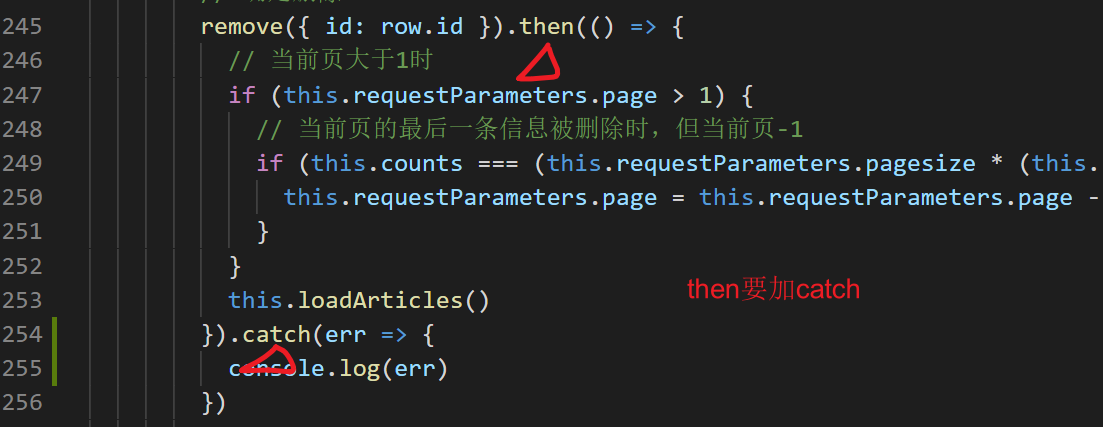 245 remove({ id: row.id }).then(() => {
246 // 当前页大于1时
247 if (this.requestParameters.page > 1) {
248 // 当前页的最后一条信息被删除时，但当前页-1
249 if (this.counts === (this.requestParameters.pagesize * (this.
250 this.requestParameters.page = this.requestParameters.page -
251 }
252 }
253 this.loadArticles()
then要加catch
254 }).catch(err => {
255 console.log(err)
256 })